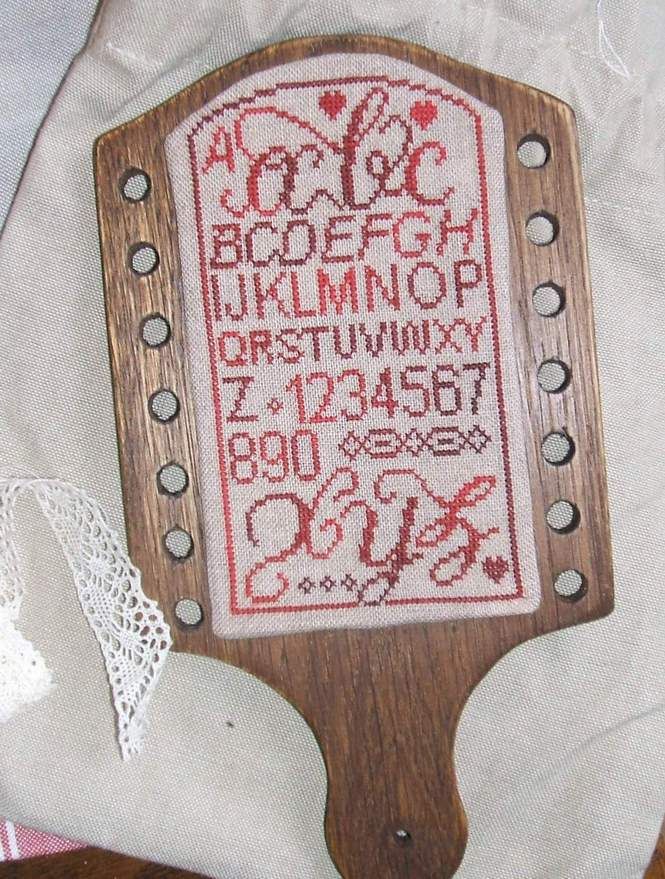 A abc
BCDEFGH
IJKLMNOP
QRSTUVWXY
Z 1234567
890
xyz